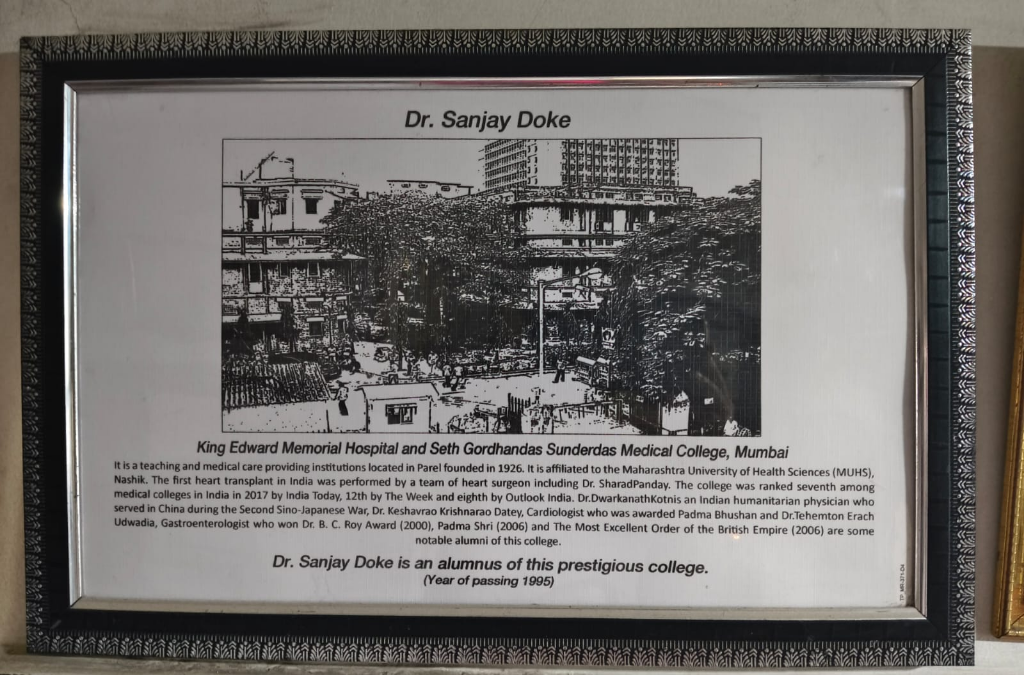 Dr. Sanjay Doke
King Edward Memorial Hospital and Seth Gordhandas Sunderdas Medical College, Mumbai
It is a teaching and medical care providing institutions located in Parel founded in 1926. It is affiliated to the Maharashtra University of Health Sciences (MUHS),
Nashik. The first heart transplant in India was performed by a team of heart surgeon including Dr. SharadPanday. The college was ranked seventh among
medical colleges in India in 2017 by India Today, 12th by The Week and eighth by Outlook India. Dr.DwarkanathKotnis an Indian humanitarian physician who
served in China during the Second Sino-Japanese War, Dr. Keshavrao Krishnarao Datey, Cardiologist who was awarded Padma Bhushan and Dr.Tehemton Erach
Udwadia, Gastroenterologist who won Dr. B. C. Roy Award (2000), Padma Shri (2006) and The Most Excellent Order of the British Empire (2006) are some
notable alumni of this college.
Dr. Sanjay Doke is an alumnus of this prestigious college.
(Year of passing 1995)